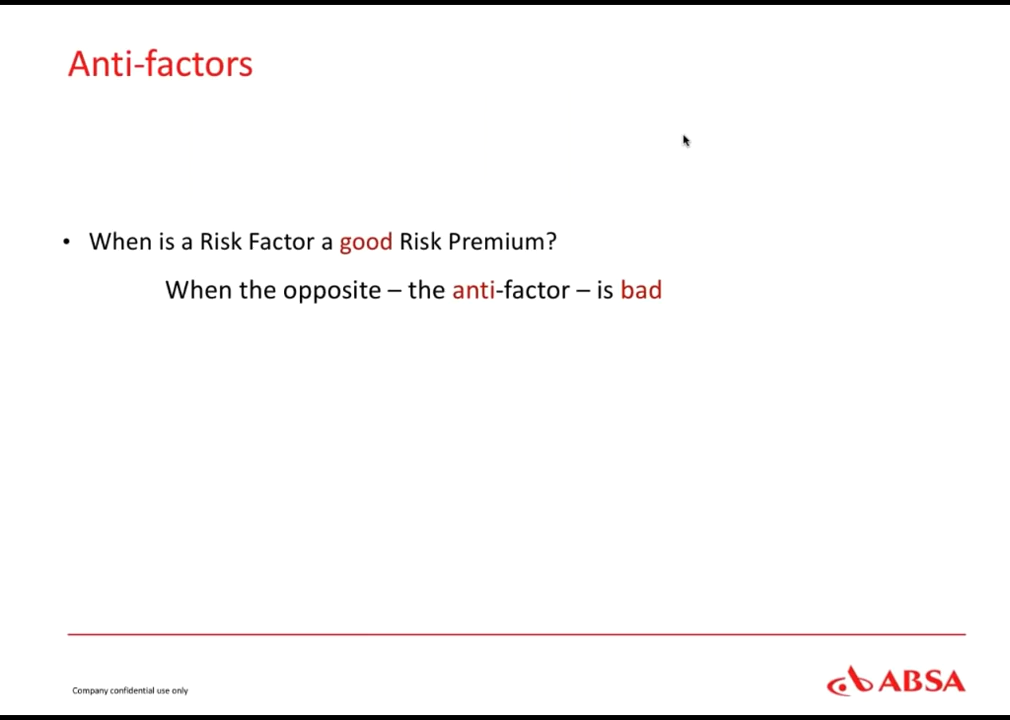 Anti-factors
• When is a Risk Factor a good Risk Premium?
When the opposite – the anti-factor – is bad
Company confidential use only
ABSA